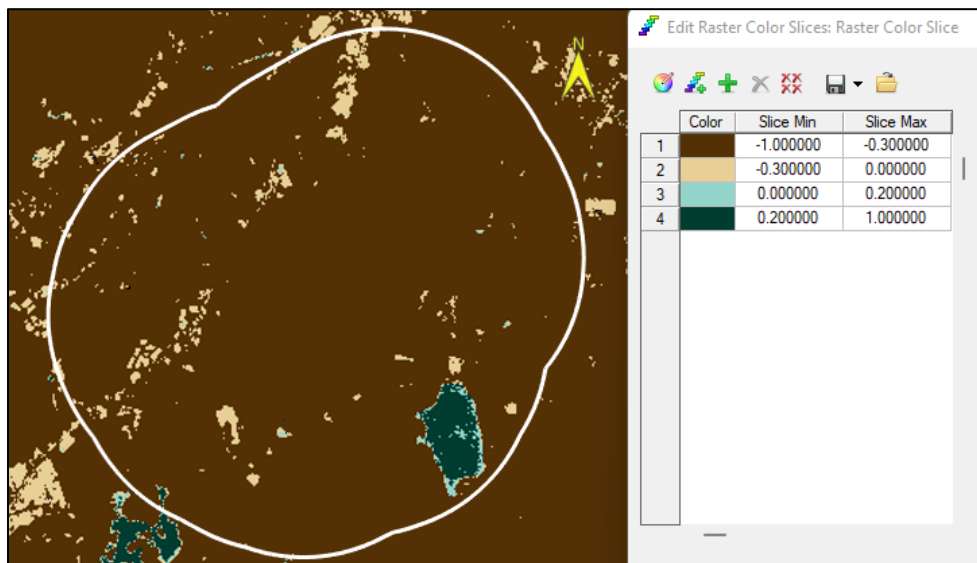 N
Edit Raster Color Slices: Raster Color Slice
Color Slice Min Slice Max
1 -1.000000 -0.300000
2 -0.300000 0.000000
3 0.000000 0.200000
4 0.200000 1.000000